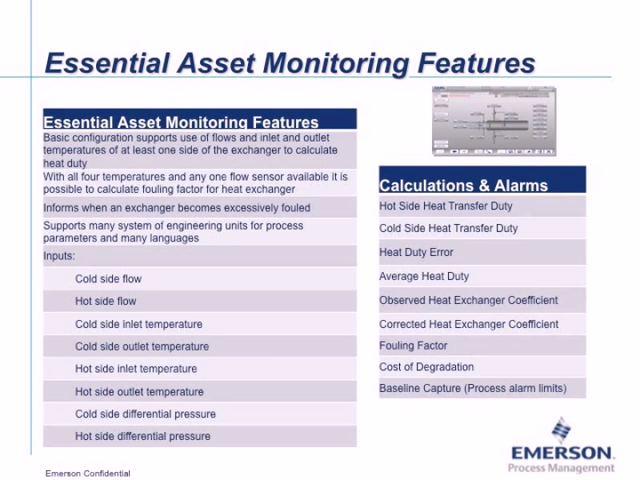 Essential Asset Monitoring Features
Essential Asset Monitoring Features
Basic configuration supports use of flows and inlet and outlet
temperatures of at least one side of the exchanger to calculate
heat duty
With all four temperatures and any one flow sensor available it is
possible to calculate fouling factor for heat exchanger
Informs when an exchanger becomes excessively fouled
Supports many system of engineering units for process
parameters and many languages
Inputs:
Cold side flow
Hot side flow
Cold side inlet temperature
Cold side outlet temperature
Hot side inlet temperature
Hot side outlet temperature
Cold side differential pressure
Hot side differential pressure
Calculations & Alarms
Hot Side Heat Transfer Duty
Cold Side Heat Transfer Duty
Heat Duty Error
Average Heat Duty
Observed Heat Exchanger Coefficient
Corrected Heat Exchanger Coefficient
Fouling Factor
Cost of Degradation
Baseline Capture (Process alarm limits)
EMERSON
Process Management
Emerson Confidential